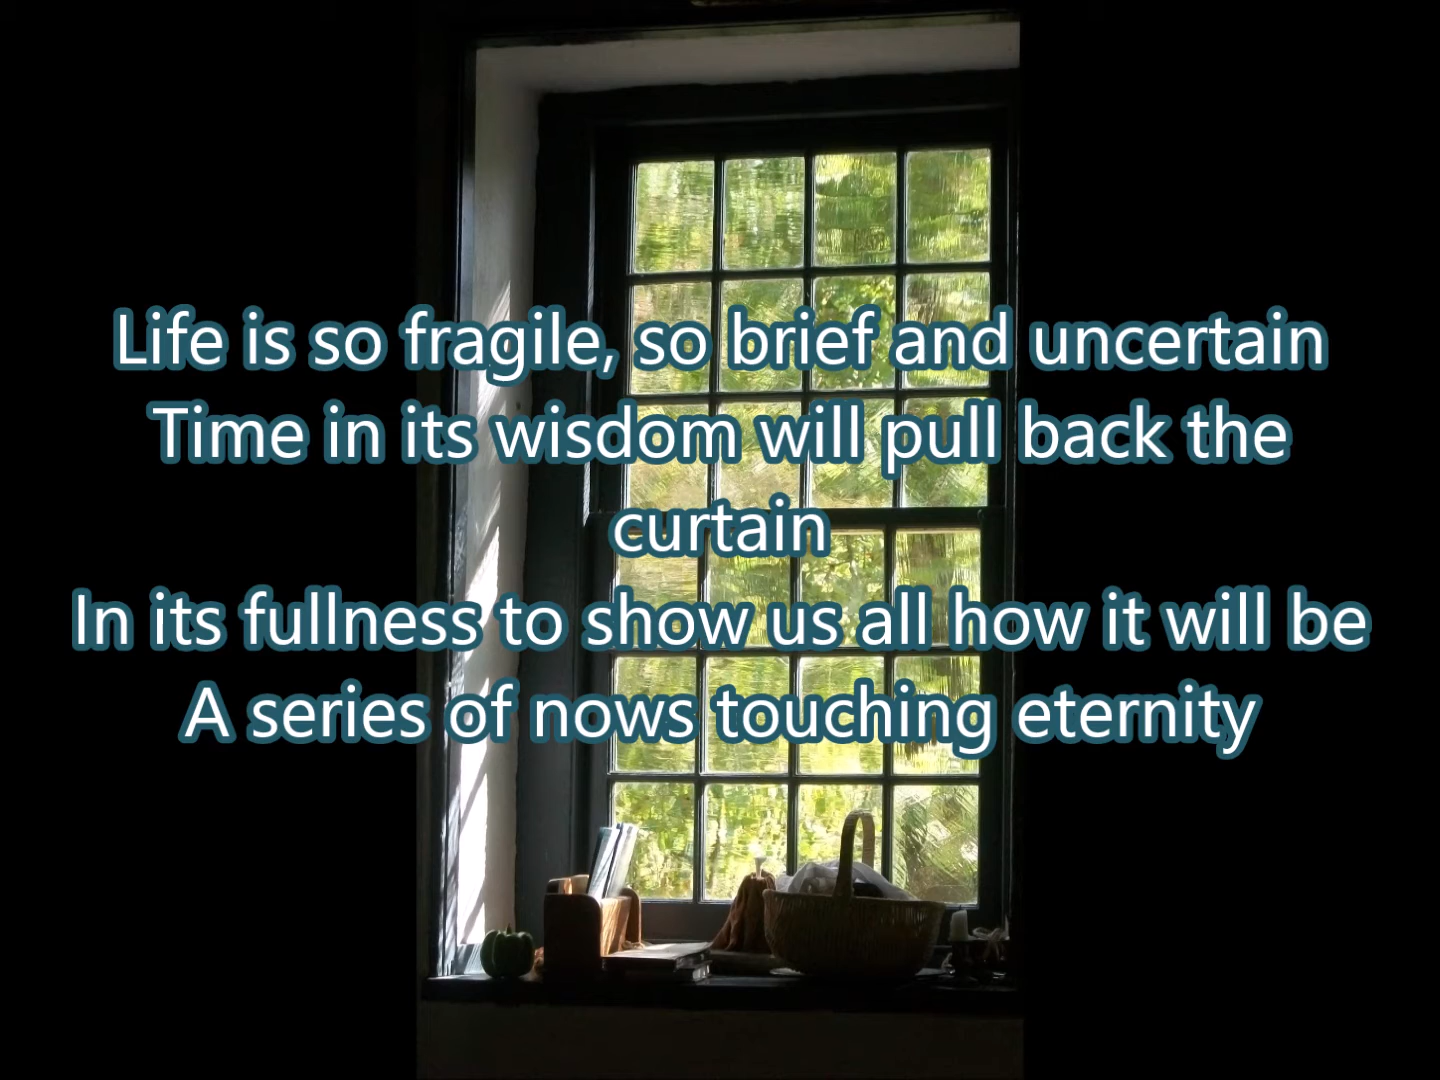 Life is so fragile, so brief and uncertain
Time in its wisdom will pull back the
curtain
In its fullness to show us all how it will be
A series of nows touching eternity